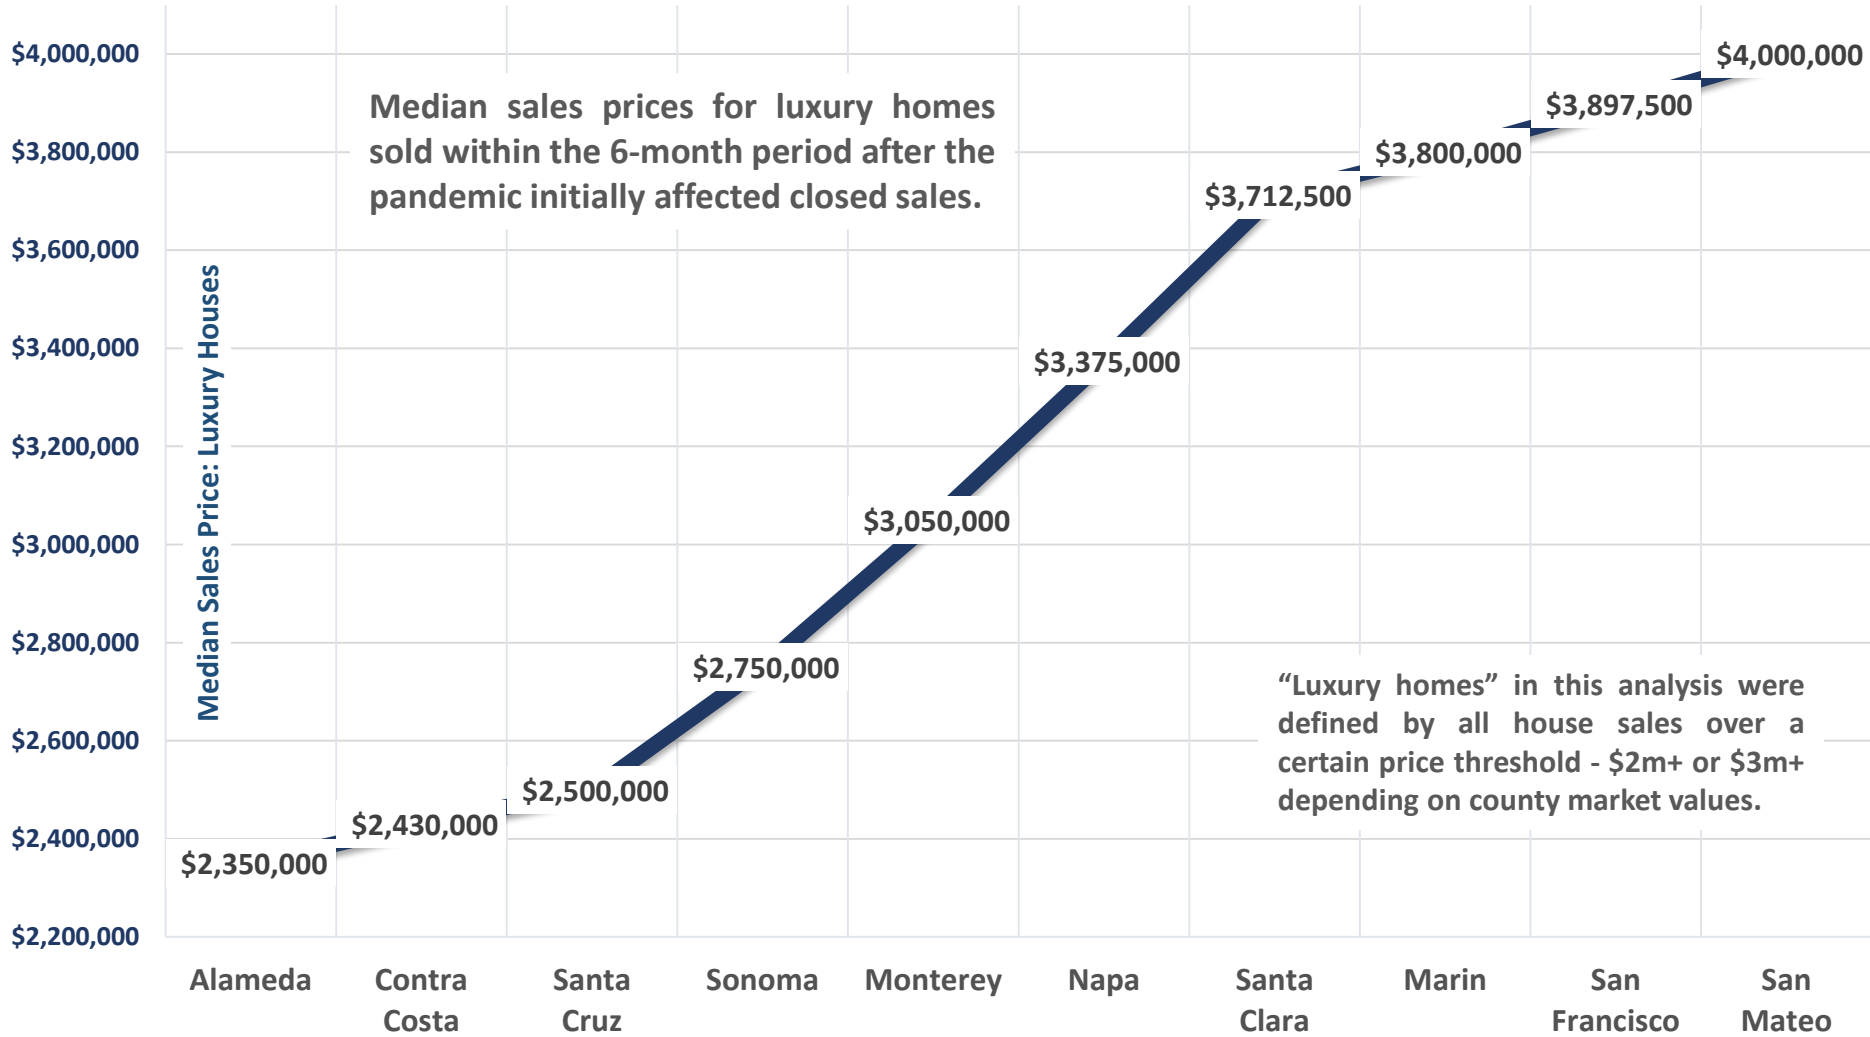 $4,000,000
$3,800,000
$3,600,000
$3,400,000
$3,200,000
$3,000,000
$2,800,000
$2,600,000
$2,400,000
$2,200,000
Median Sales Price: Luxury Houses
Median sales prices for luxury homes
sold within the 6-month period after the
pandemic initially affected closed sales.
$2,350,000
$2,430,000
$2,500,000
$2,750,000
$3,050,000
$3,375,000
$3,712,500
$3,800,000
$3,897,500
$4,000,000
“Luxury homes” in this analysis were
defined by all house sales over a
certain price threshold - $2m+ or $3m+
depending on county market values.
Alameda
Contra
Costa
Santa
Cruz
Sonoma
Monterey
Napa
Santa
Clara
Marin
San
Francisco
San
Mateo